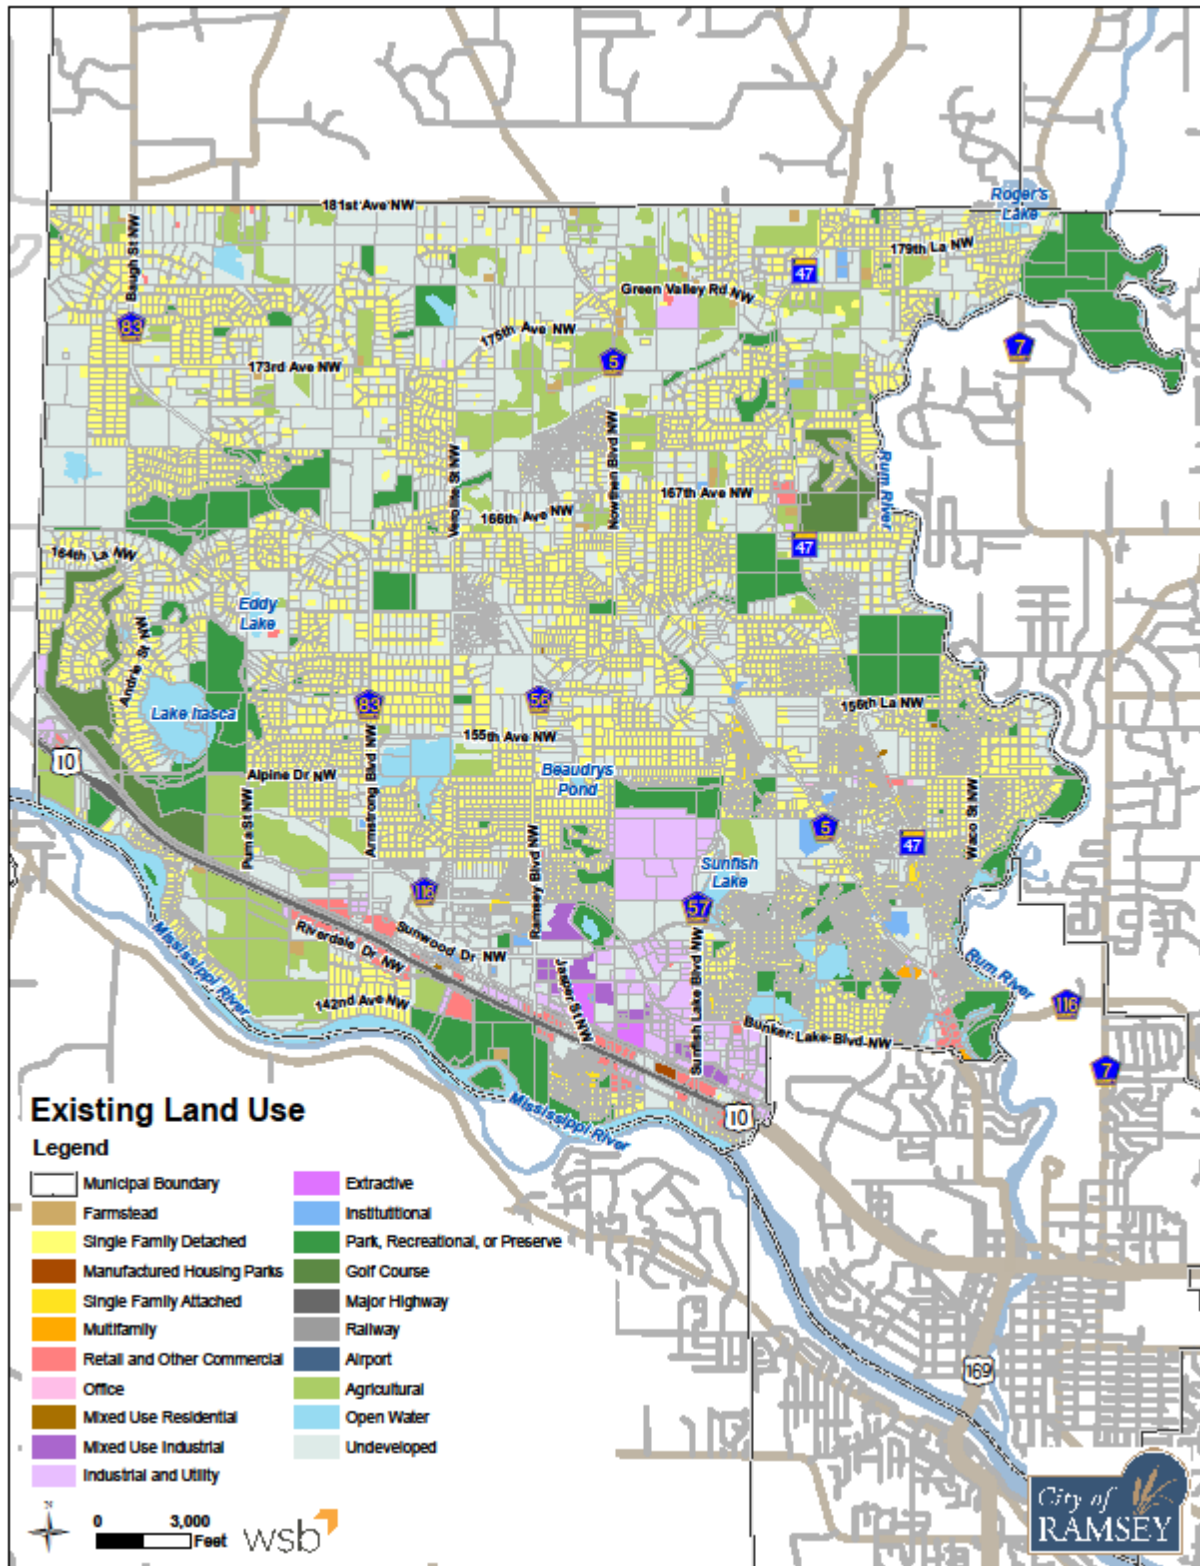 Roger's
Lake
181st Ave NW
179th La NW
Baugh St NW
47
Green Valley Rd NW
83
175th Ave NW
7
5
173rd Ave NW
Nowthen Blvd NW
Rum River
167th Ave NW
166th Ave NW
164th La NW
47
Eddy
Lake
Andrie St NW
83
56
156th La NW
Lake Itasca
155th Ave NW
10
Armstrong Blvd NW
Alpine Dr NW
Beaudrys
Pond
Puma St NW
Waco St NW
5
47
Ramsey Blvd NW
Sunfish
Lake
116
57
Sunwood Dr NW
Riverdale Dr NW
Mississippi River
Jasper St NW
Sunfish Lake Blvd NW
Rum River
142nd Ave NW
116
Bunker Lake Blvd NW
7
Mississippi River
10
Existing Land Use
Legend
Municipal Boundary
Farmstead
Single Family Detached
Manufactured Housing Parks
Single Family Attached
Multifamily
Retail and Other Commercial
Office
Mixed Use Residential
Mixed Use Industrial
Industrial and Utility
Extractive
Institutitional
Park, Recreational, or Preserve
Golf Course
Major Highway
Railway
Airport
Agricultural
Open Water
Undeveloped
169
N
0 3,000
Feet
wsb
City of
RAMSEY